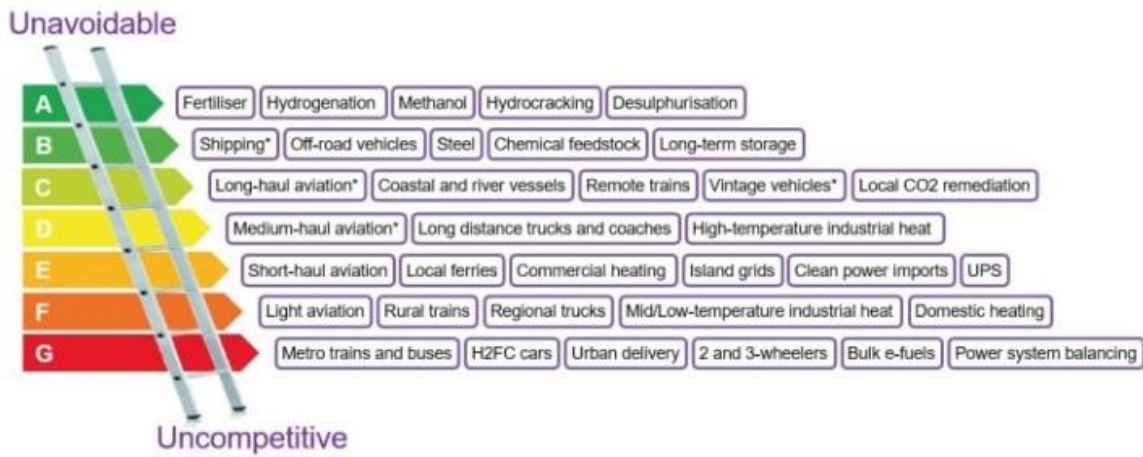 Unavoidable
A Fertiliser Hydrogenation Methanol Hydrocracking Desulphurisation
B Shipping* Off-road vehicles Steel Chemical feedstock Long-term storage
C Long-haul aviation* Coastal and river vessels Remote trains Vintage vehicles* Local CO2 remediation
D Medium-haul aviation* Long distance trucks and coaches High-temperature industrial heat
E Short-haul aviation Local ferries Commercial heating Island grids Clean power imports UPS
F Light aviation Rural trains Regional trucks Mid/Low-temperature industrial heat Domestic heating
G Metro trains and buses H2FC cars Urban delivery 2 and 3-wheelers Bulk e-fuels Power system balancing
Uncompetitive